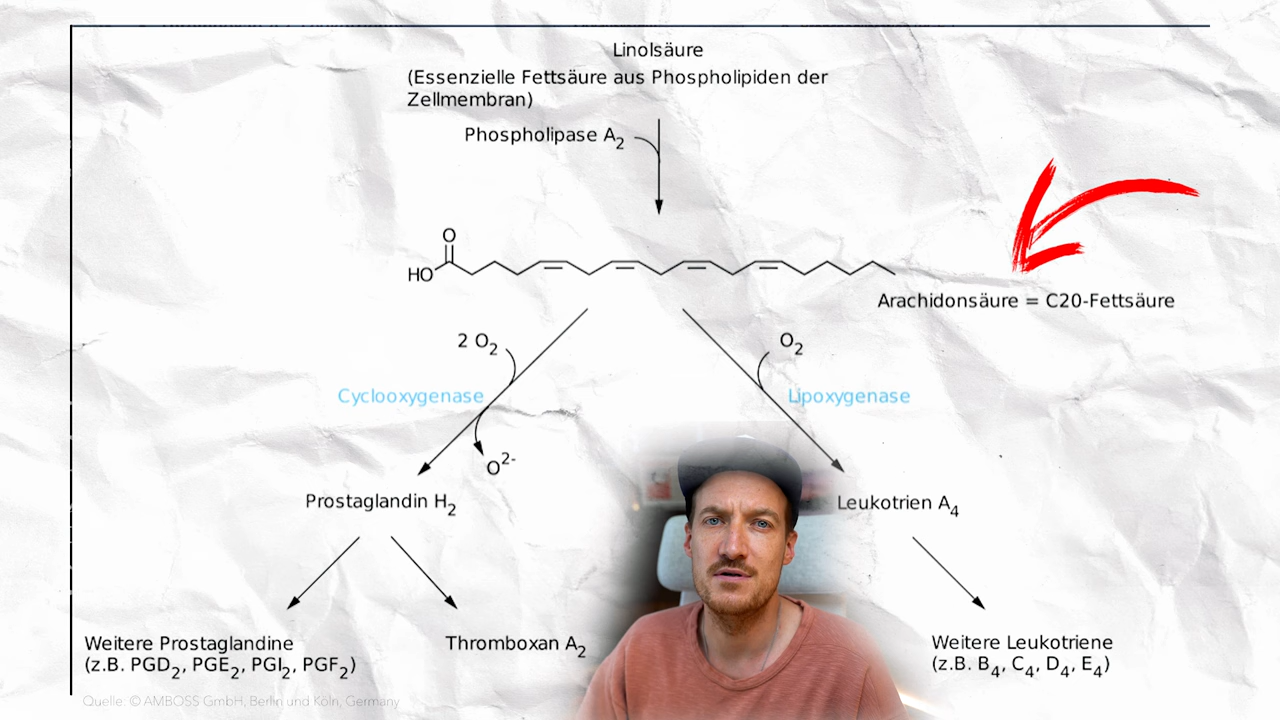 Linolsäure
(Essenzielle Fettsäure aus Phospholipiden der
Zellmembran)
Phospholipase A2
O
HO
Arachidonsäure = C20-Fettsäure
2 O2
O2
Cyclooxygenase
Lipoxygenase
O2-
Prostaglandin H2
Leukotrien A4
Weitere Prostaglandine
(z.B. PGD2, PGE2, PGI2, PGF2)
Thromboxan A2
Weitere Leukotriene
(z.B. B4, C4, D4, E4)
Quelle: © AMBOSS GmbH, Berlin und Köln, Germany